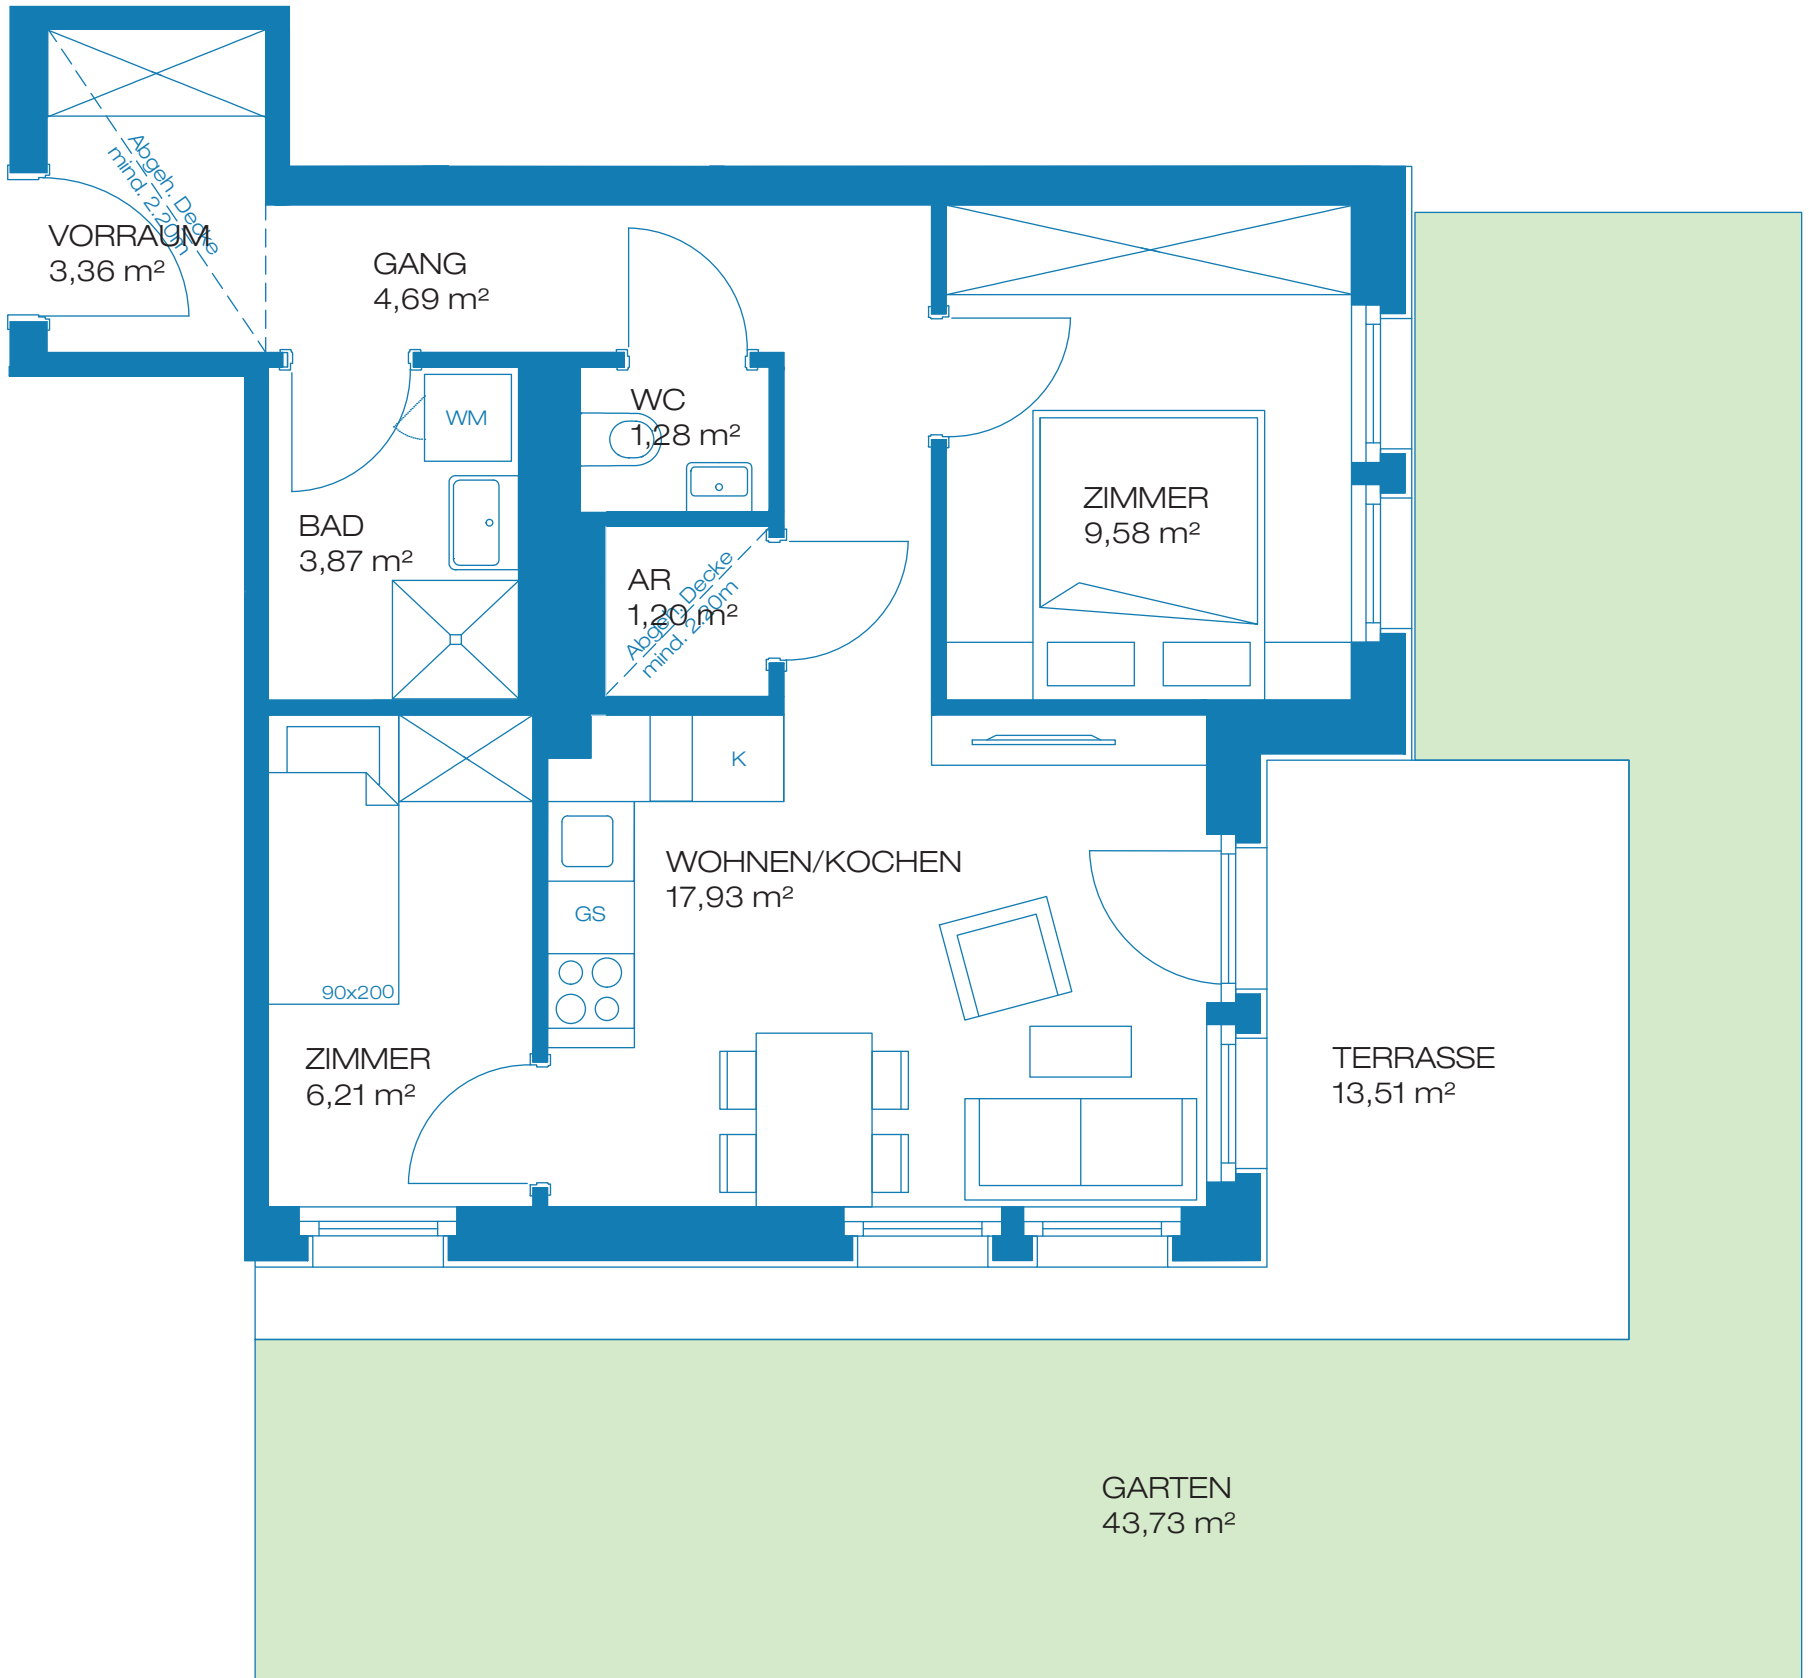 Abgeh. Decke
mind. 2.20m
VORRAUM
3,36 m²
GANG
4,69 m²
WC
1,28 m²
WM
ZIMMER
9,58 m²
BAD
3,87 m²
AR
1,20 m²
Abgeh. Decke
mind. 2.20m
K
WOHNEN/KOCHEN
17,93 m²
GS
90x200
ZIMMER
6,21 m²
TERRASSE
13,51 m²
GARTEN
43,73 m²